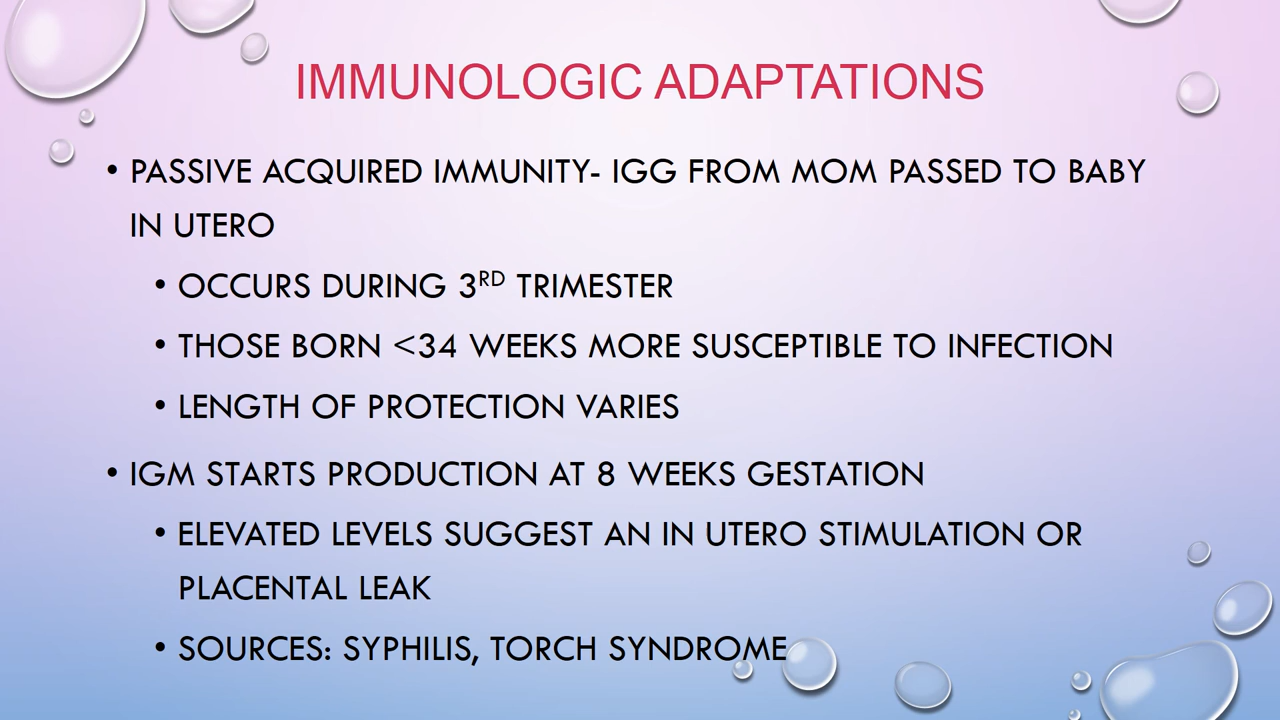 IMMUNOLOGIC ADAPTATIONS
• PASSIVE ACQUIRED IMMUNITY- IGG FROM MOM PASSED TO BABY
IN UTERO
• OCCURS DURING 3RD TRIMESTER
• THOSE BORN <34 WEEKS MORE SUSCEPTIBLE TO INFECTION
• LENGTH OF PROTECTION VARIES
• IGM STARTS PRODUCTION AT 8 WEEKS GESTATION
• ELEVATED LEVELS SUGGEST AN IN UTERO STIMULATION OR
PLACENTAL LEAK
• SOURCES: SYPHILIS, TORCH SYNDROME